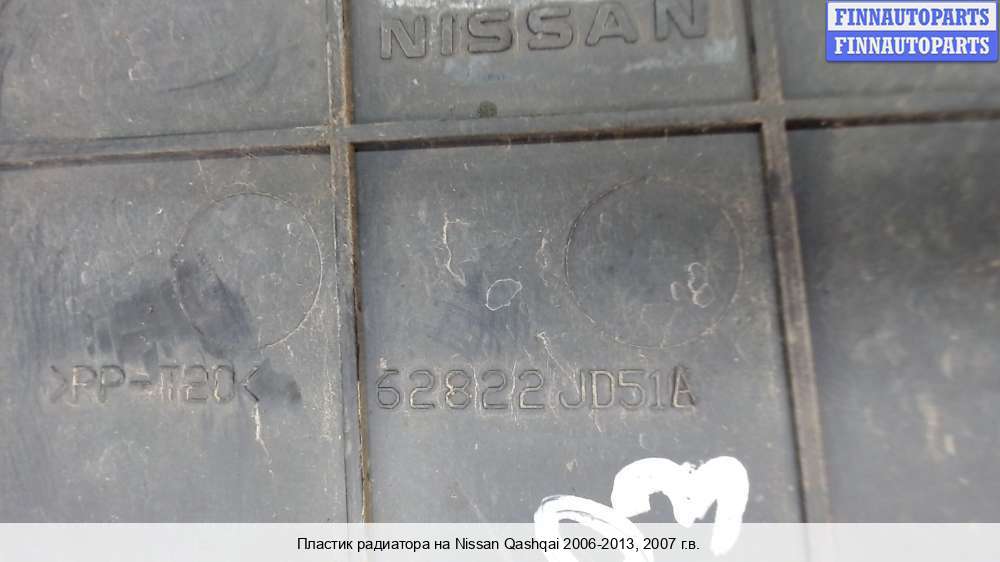 NISSAN
FINNAUTOPARTS
FINNAUTOPARTS
>PP-T20<
62822 JD51A
Пластик радиатора на Nissan Qashqai 2006-2013, 2007 г.в.